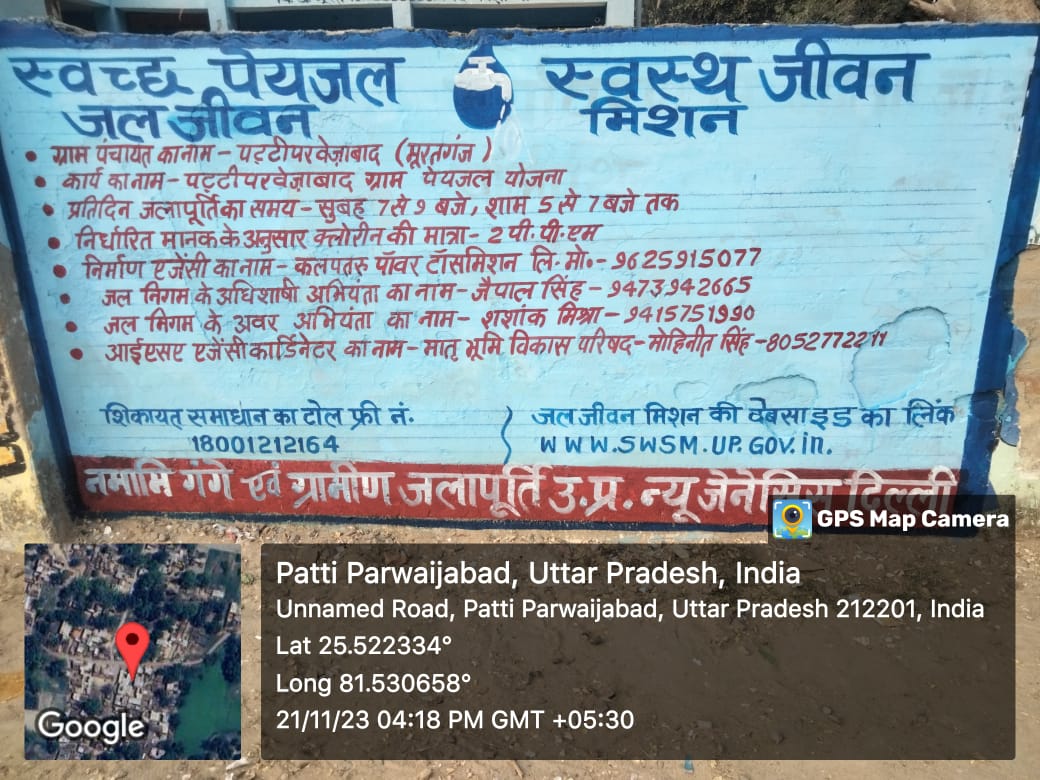 स्वच्छ पेयजल स्वस्थ जीवन
जल जीवन मिशन
• ग्राम पंचायत का नाम - पट्टीपरवेज़ाबाद (मूरतगंज)
• कार्य का नाम - पट्टीपरवेज़ाबाद ग्राम पेयजल योजना
• प्रतिदिन जलापूर्ति का समय - सुबह 7 से 9 बजे, शाम 5 से 7 बजे तक
• निर्धारित मानक के अनुसार क्लोरीन की मात्रा - 2 पी.पी.एम
• निर्माण एजेंसी का नाम - कलपतरु पॉवर टॉसमिशन लि. मो॰ - 9625915077
• जल निगम के अधिशाषी अभियंता का नाम - जैपाल सिंह - 9473942665
• जल निगम के अवर अभियंता का नाम - शशांक मिश्रा - 9415751990
• आईएसए एजेंसी कार्डिनेटर का नाम - मातृ भूमि विकास परिषद - मोहिनीत सिंह - 8052772211
शिकायत समाधान का टोल फ्री नं.
18001212164
जल जीवन मिशन की वेबसाइड का लिंक
WWW.SWSM.UP.GOV.in.
नमामि गंगे एवं ग्रामीण जलापूर्ति उ.प्र. न्यू जेनेसिस दिल्ली
GPS Map Camera
Patti Parwaijabad, Uttar Pradesh, India
Unnamed Road, Patti Parwaijabad, Uttar Pradesh 212201, India
Lat 25.522334°
Long 81.530658°
21/11/23 04:18 PM GMT +05:30
Google